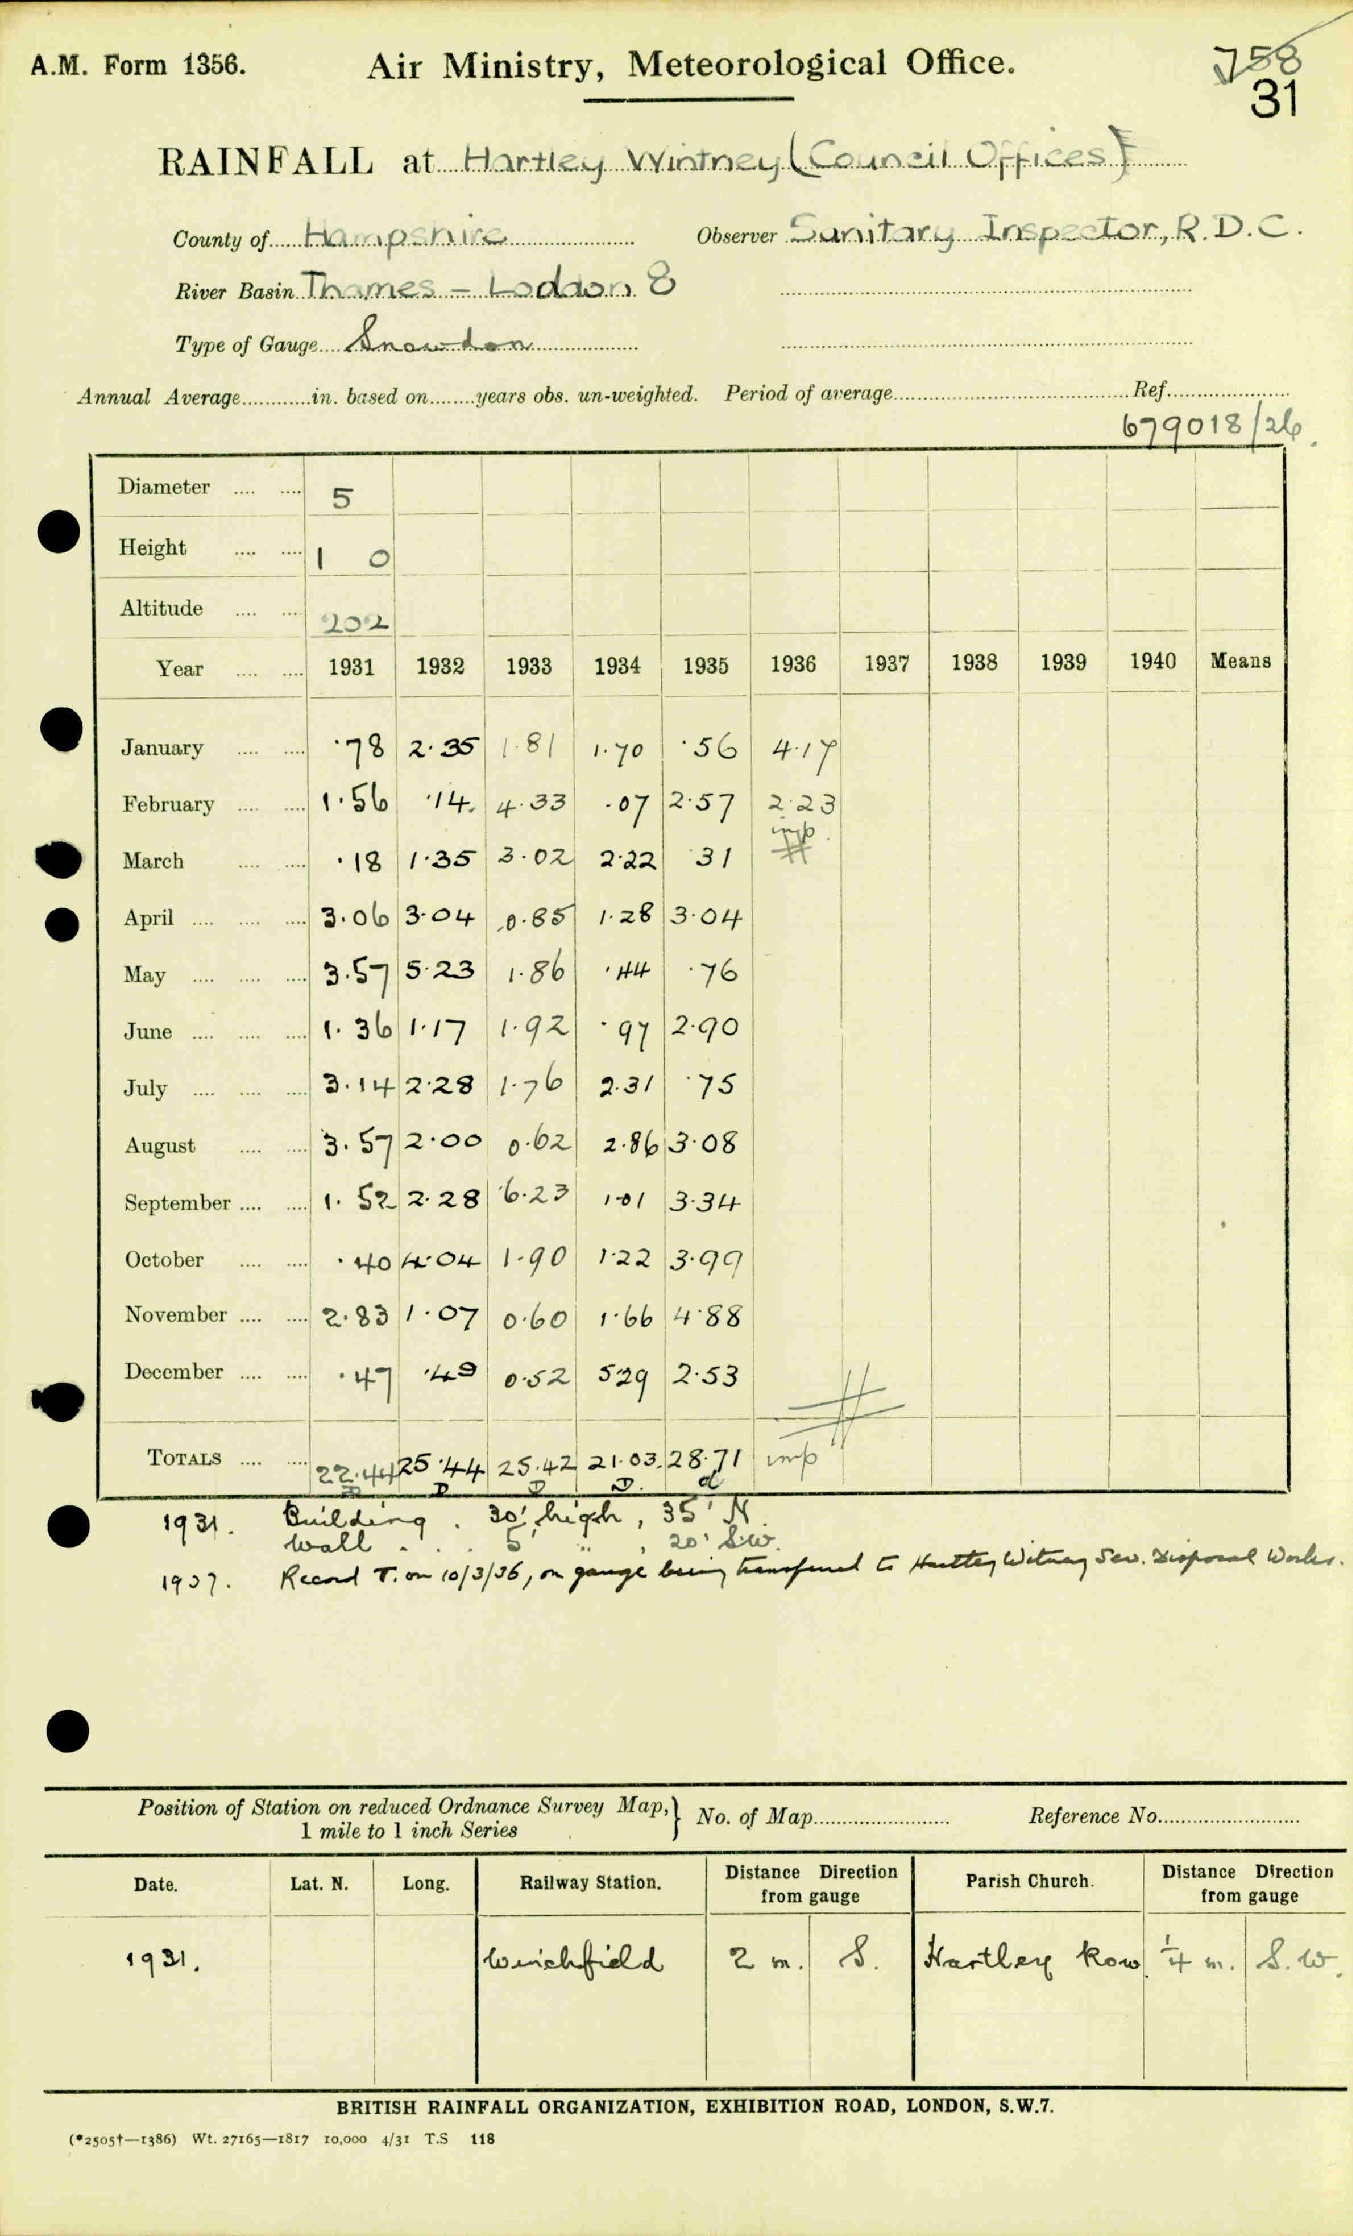 A.M. Form 1356. Air Ministry, Meteorological Office. 758
31
RAINFALL at Hartley Wintney (Council Offices)
County of Hampshire Observer Sanitary Inspector, R.D.C.
River Basin Thames - Loddon 8
Type of Gauge Snowdon
Annual Average in. based on years obs. un-weighted. Period of average Ref.
679018/26
Diameter 5
Height 1 0
Altitude 202
Year 1931 1932 1933 1934 1935 1936 1937 1938 1939 1940 Means
January ·78 2·35 1·81 1·70 ·56 4·17
February 1·56 ·14 4·33 ·07 2·57 2·23
imp
March ·18 1·35 3·02 2·22 ·31
April 3·06 3·04 0·85 1·28 3·04
May 3·57 5·23 1·86 ·44 ·76
June 1·36 1·17 1·92 ·97 2·90
July 3·14 2·28 1·76 2·31 ·75
August 3·57 2·00 0·62 2·86 3·08
September 1·52 2·28 6·23 1·01 3·34
October ·40 4·04 1·90 1·22 3·99
November 2·83 1·07 0·60 1·66 4·88
December ·47 ·49 0·52 5·29 2·53
TOTALS 22·44 25·44 25·42 21·03 28·71 imp
D D D D d
1931. Building . 30' high, 35' N.
Wall . . . 5' " , 20' S.W.
1937. Record T. on 10/3/36, on gauge being transferred to Hartley Witney Sew. Disposal Works.
Position of Station on reduced Ordnance Survey Map, } No. of Map Reference No.
1 mile to 1 inch Series
Date. Lat. N. Long. Railway Station. Distance Direction from gauge Parish Church. Distance Direction from gauge
1931. Winchfield 2 m. S. Hartley Row 1/4 m. S.W.
BRITISH RAINFALL ORGANIZATION, EXHIBITION ROAD, LONDON, S.W.7.
(*2505†—1386) Wt. 27165—1817 10,000 4/31 T.S 118